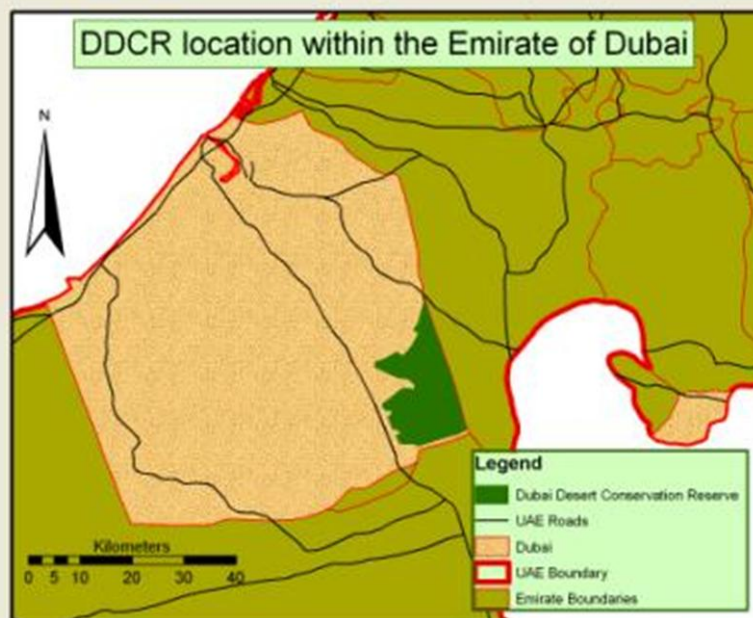 DDCR location within the Emirate of Dubai
N
Legend
Dubai Desert Conservation Reserve
UAE Roads
Dubai
UAE Boundary
Emirate Boundaries
Kilometers
0 5 10 20 30 40